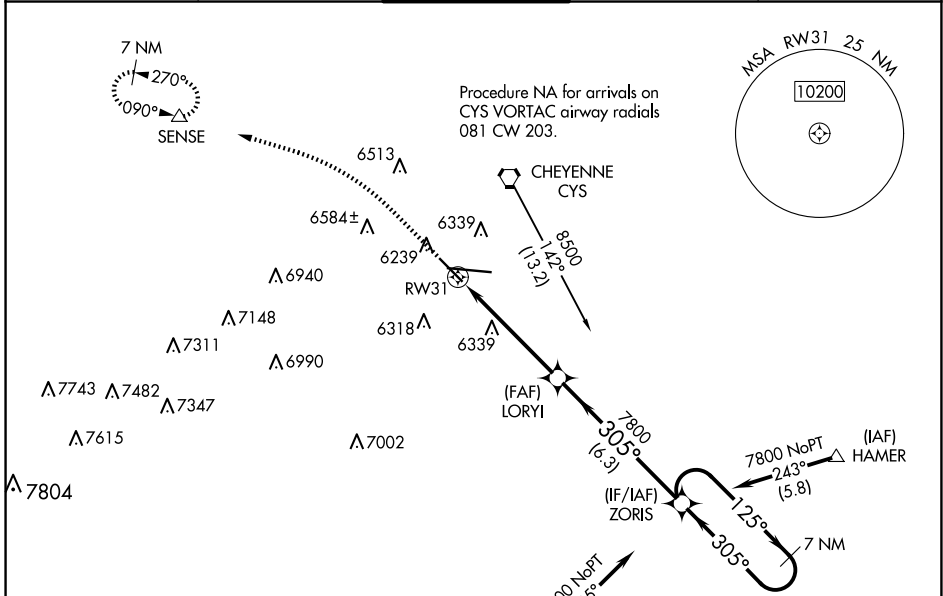 7 NM
270°
090°
SENSE
Procedure NA for arrivals on
CYS VORTAC airway radials
081 CW 203.
MSA RW31 25 NM
10200
6513
CHEYENNE
CYS
6584±
6339
6239
8500
142°
(13.2)
6940
RW31
7148
6318
6339
7311
6990
7743
7482
7347
(FAF)
LORYI
7615
7002
7800
305°
(6.3)
7800 NoPT
243°
(5.8)
(IAF)
HAMER
7804
(IF/IAF)
ZORIS
125°
305°
7 NM
00 NoPT
5°